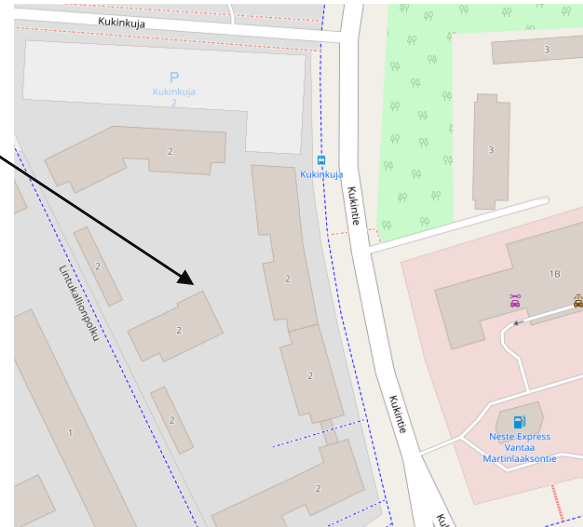 Kukinkuja
3
P
Kukinkuja
2
2
3
Kukinkuja
Kukintie
2
2
1B
Lintukallionpolku
2
2
2
Kukintie
1
Neste Express
Vantaa
Martinlaaksontie
2
Ku